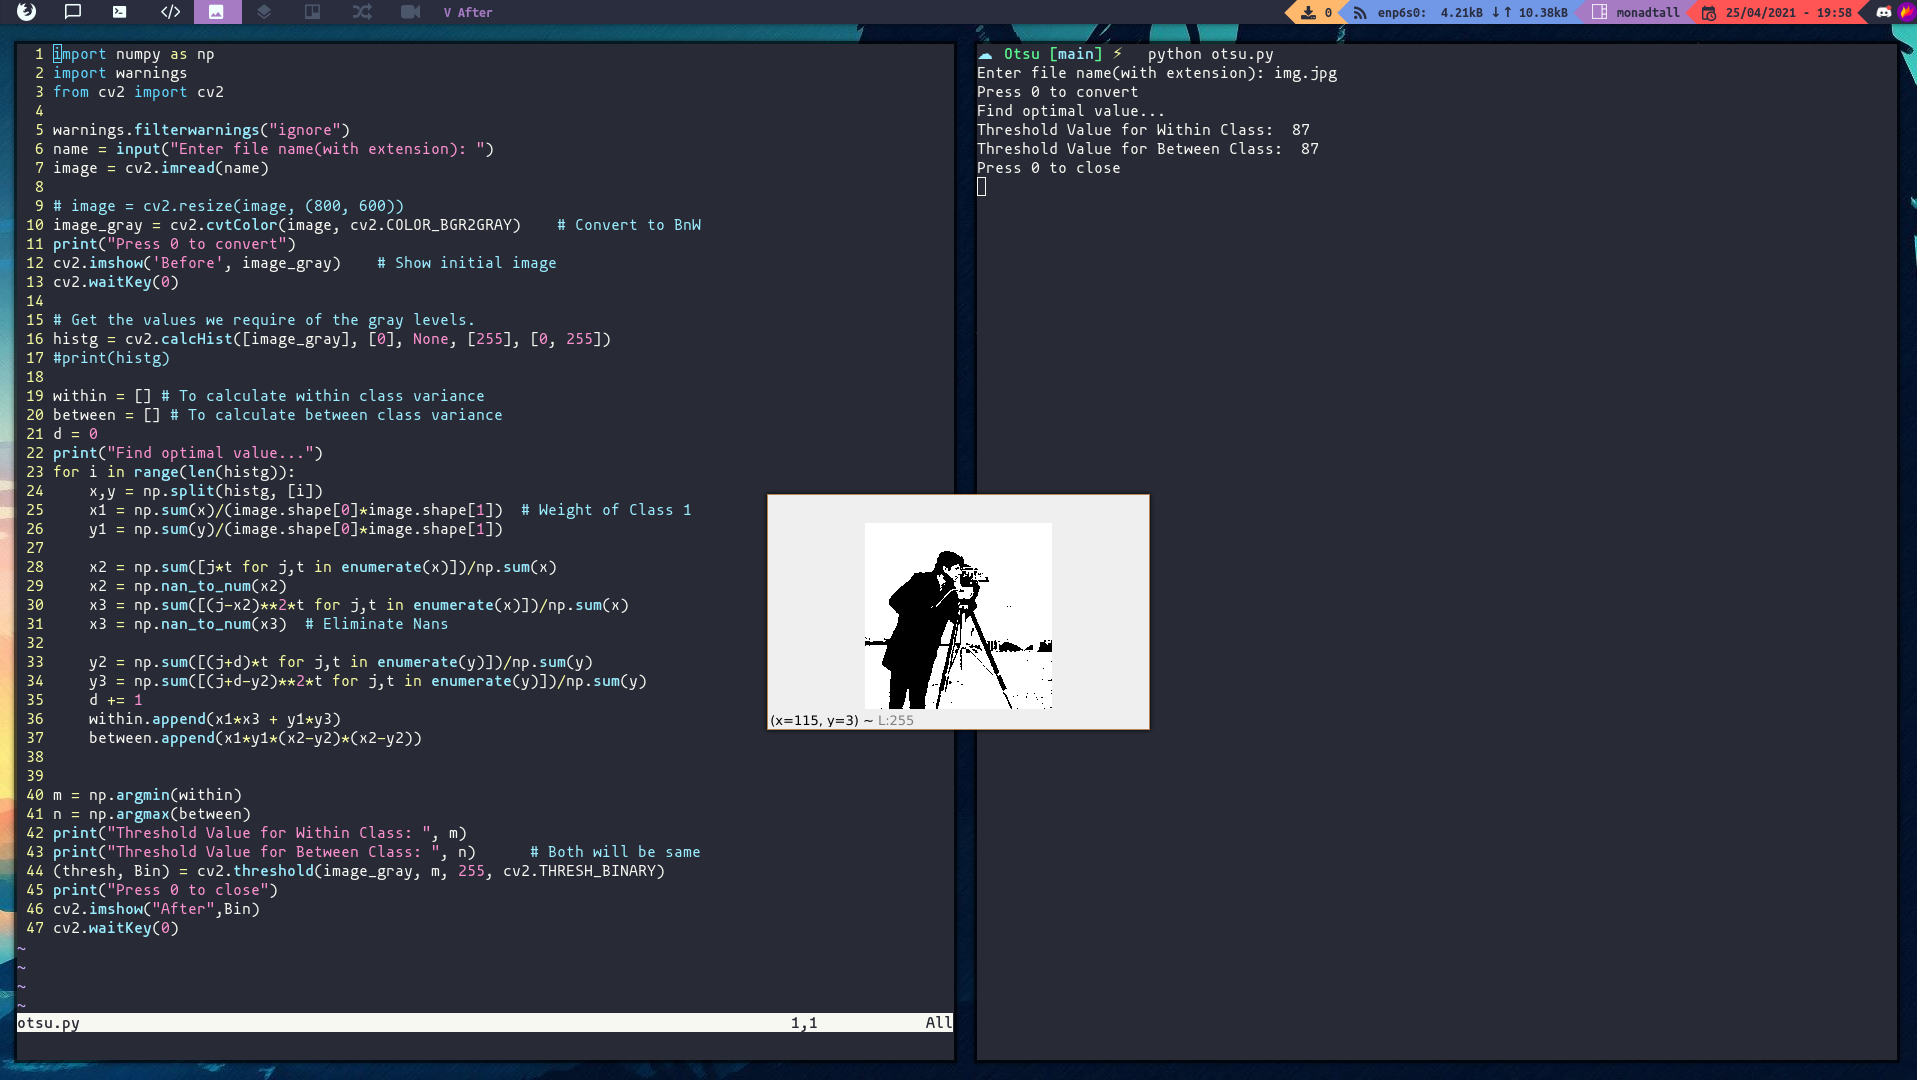 V After
0
enp6s0: 4.21kB ↓↑ 10.38kB
monadtall
25/04/2021 - 19:58
1 import numpy as np
2 import warnings
3 from cv2 import cv2
4
5 warnings.filterwarnings("ignore")
6 name = input("Enter file name(with extension): ")
7 image = cv2.imread(name)
8
9 # image = cv2.resize(image, (800, 600))
10 image_gray = cv2.cvtColor(image, cv2.COLOR_BGR2GRAY)    # Convert to BnW
11 print("Press 0 to convert")
12 cv2.imshow('Before', image_gray)    # Show initial image
13 cv2.waitKey(0)
14
15 # Get the values we require of the gray levels.
16 histg = cv2.calcHist([image_gray], [0], None, [255], [0, 255])
17 #print(histg)
18
19 within = [] # To calculate within class variance
20 between = [] # To calculate between class variance
21 d = 0
22 print("Find optimal value...")
23 for i in range(len(histg)):
24     x,y = np.split(histg, [i])
25     x1 = np.sum(x)/(image.shape[0]*image.shape[1])  # Weight of Class 1
26     y1 = np.sum(y)/(image.shape[0]*image.shape[1])
27
28     x2 = np.sum([j*t for j,t in enumerate(x)])/np.sum(x)
29     x2 = np.nan_to_num(x2)
30     x3 = np.sum([(j-x2)**2*t for j,t in enumerate(x)])/np.sum(x)
31     x3 = np.nan_to_num(x3)  # Eliminate Nans
32
33     y2 = np.sum([(j+d)*t for j,t in enumerate(y)])/np.sum(y)
34     y3 = np.sum([(j+d-y2)**2*t for j,t in enumerate(y)])/np.sum(y)
35     d += 1
36     within.append(x1*x3 + y1*y3)
37     between.append(x1*y1*(x2-y2)*(x2-y2))
38
39
40 m = np.argmin(within)
41 n = np.argmax(between)
42 print("Threshold Value for Within Class: ", m)
43 print("Threshold Value for Between Class: ", n)      # Both will be same
44 (thresh, Bin) = cv2.threshold(image_gray, m, 255, cv2.THRESH_BINARY)
45 print("Press 0 to close")
46 cv2.imshow("After",Bin)
47 cv2.waitKey(0)
~
~
~
~
otsu.py 1,1 All
Otsu [main] ⚡ python otsu.py
Enter file name(with extension): img.jpg
Press 0 to convert
Find optimal value...
Threshold Value for Within Class:  87
Threshold Value for Between Class:  87
Press 0 to close
(x=115, y=3) ~ L:255